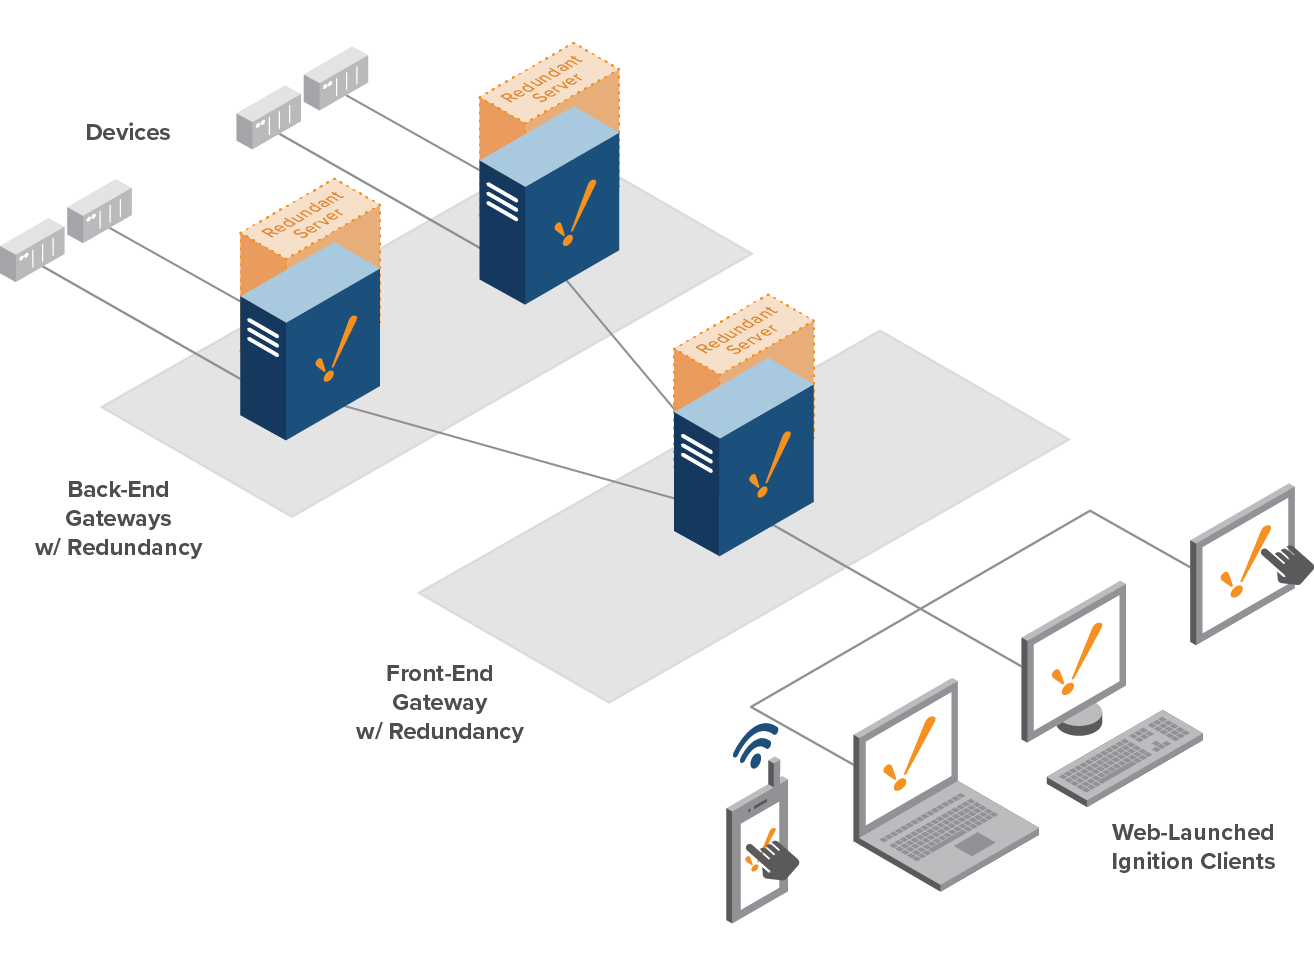 Redundant
Server
Devices
Redundant
Server
Redundant
Server
Back-End
Gateways
w/ Redundancy
Front-End
Gateway
w/ Redundancy
Web-Launched
Ignition Clients